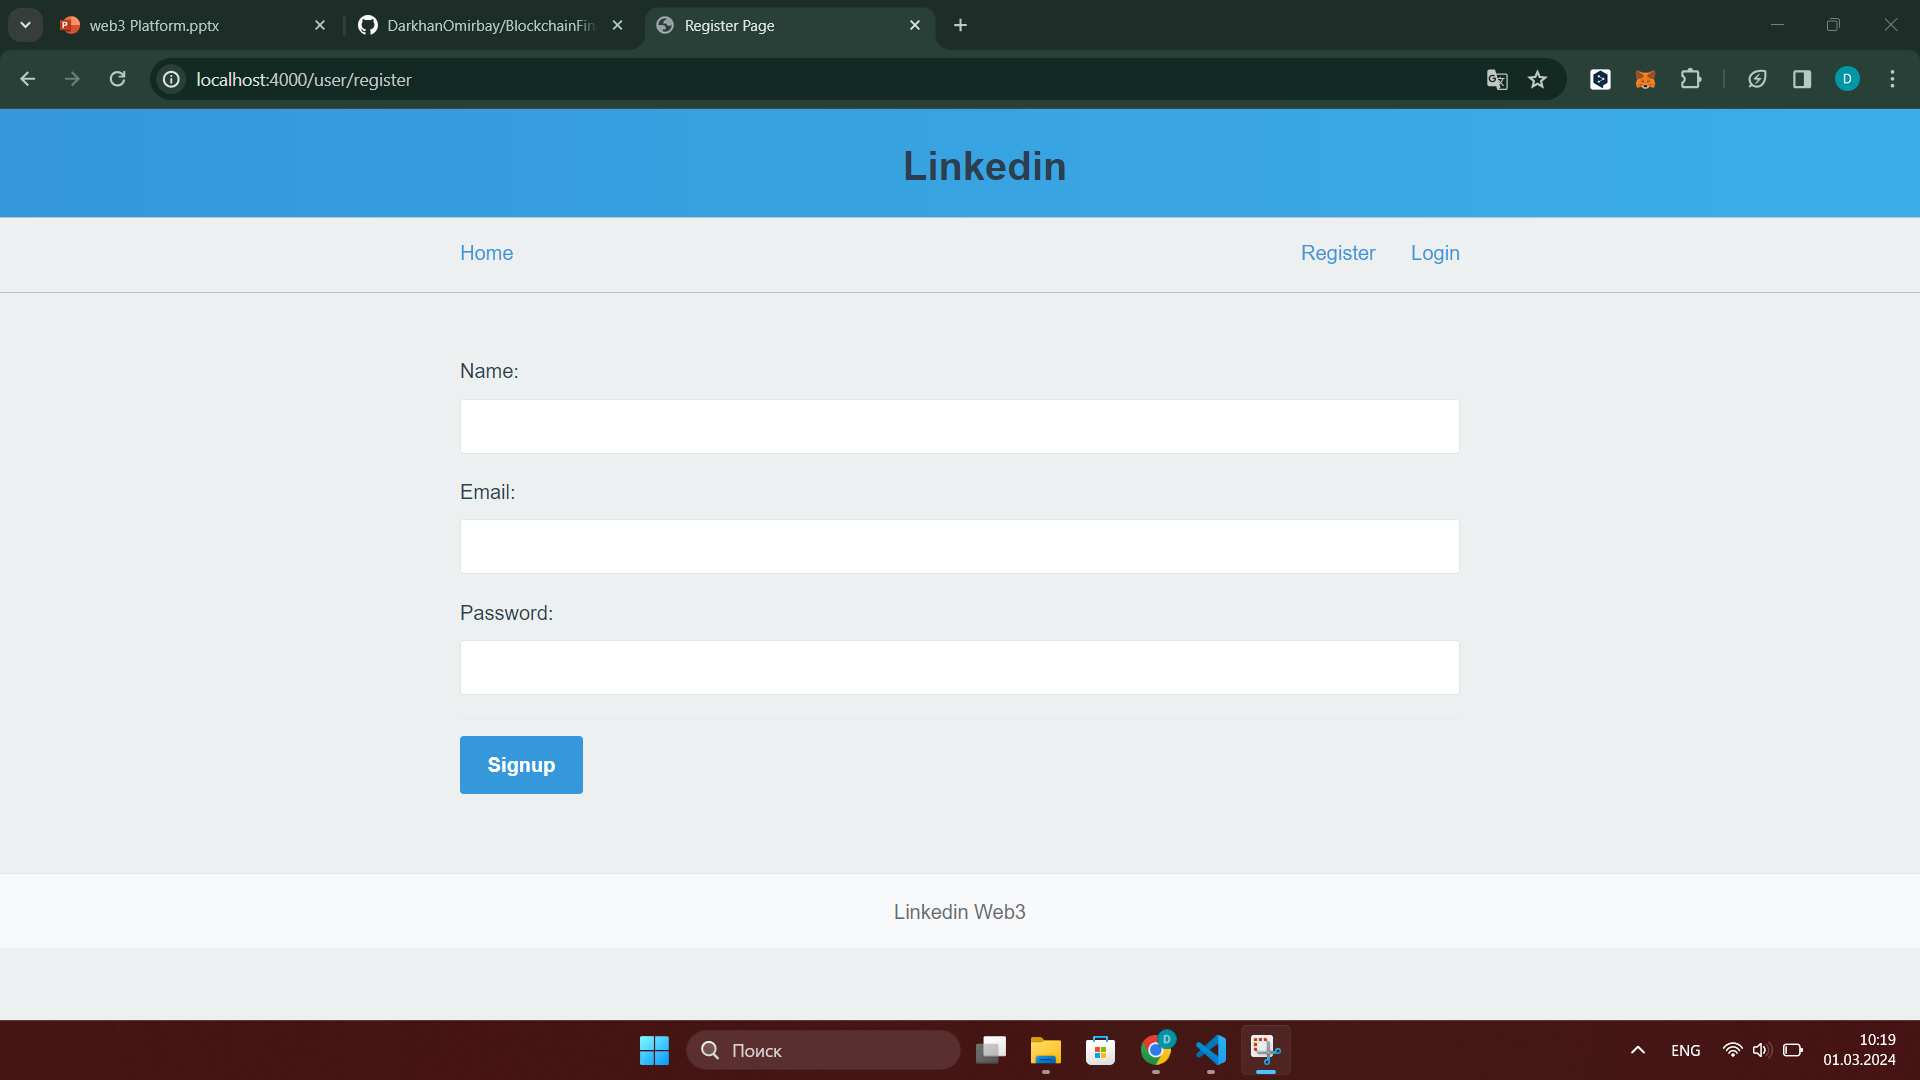 web3 Platform.pptx
DarkhanOmirbay/BlockchainFin
Register Page
localhost:4000/user/register
D
Linkedin
Home
Register
Login
Name:
Email:
Password:
Signup
Linkedin Web3
Поиск
D
ENG
10:19
01.03.2024